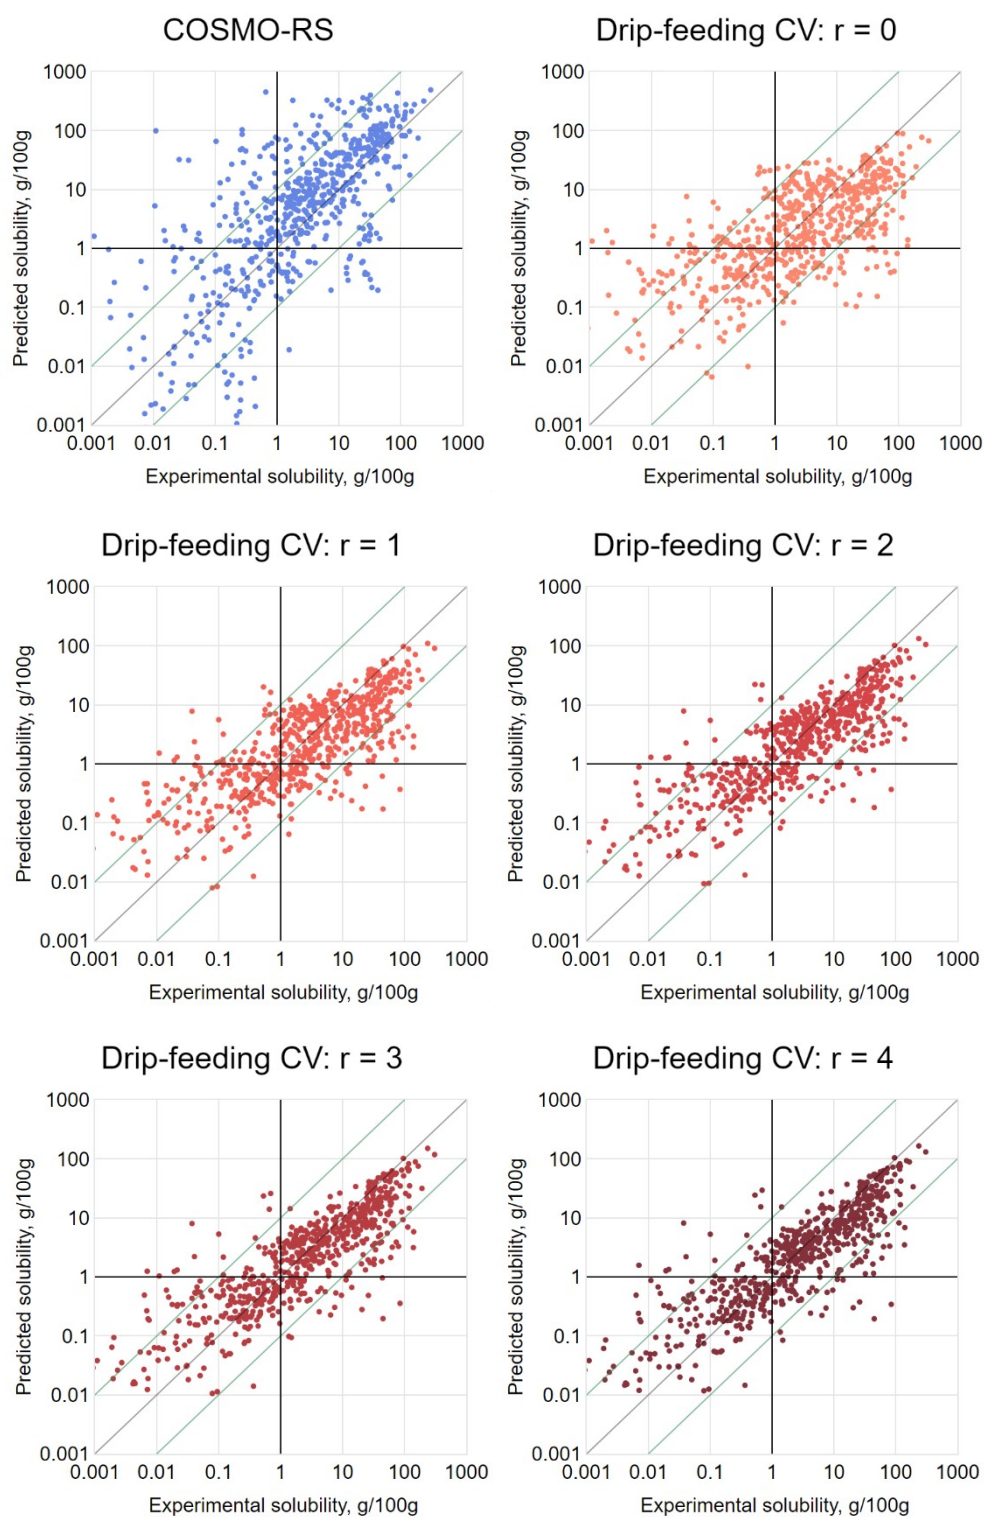 COSMO-RS
1000
100
10
1
0.1
0.01
0.001
Predicted solubility, g/100g
0.001 0.01 0.1 1 10 100 1000
Experimental solubility, g/100g
Drip-feeding CV: r = 0
1000
100
10
1
0.1
0.01
0.001
Predicted solubility, g/100g
0.001 0.01 0.1 1 10 100 1000
Experimental solubility, g/100g
Drip-feeding CV: r = 1
1000
100
10
1
0.1
0.01
0.001
Predicted solubility, g/100g
0.001 0.01 0.1 1 10 100 1000
Experimental solubility, g/100g
Drip-feeding CV: r = 2
1000
100
10
1
0.1
0.01
0.001
Predicted solubility, g/100g
0.001 0.01 0.1 1 10 100 1000
Experimental solubility, g/100g
Drip-feeding CV: r = 3
1000
100
10
1
0.1
0.01
0.001
Predicted solubility, g/100g
0.001 0.01 0.1 1 10 100 1000
Experimental solubility, g/100g
Drip-feeding CV: r = 4
1000
100
10
1
0.1
0.01
0.001
Predicted solubility, g/100g
0.001 0.01 0.1 1 10 100 1000
Experimental solubility, g/100g